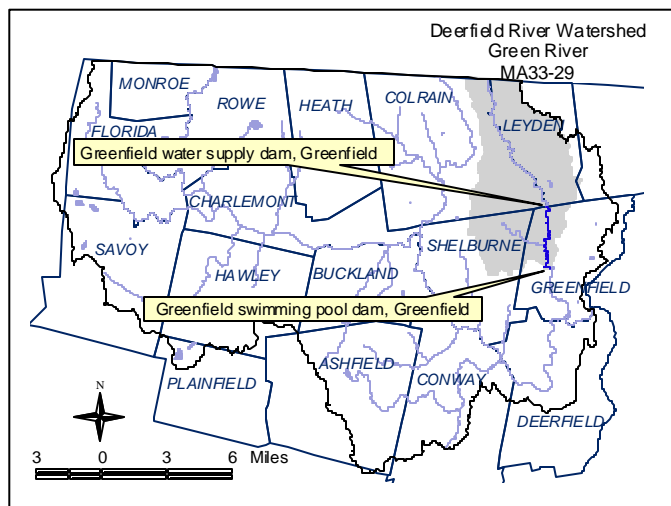 Deerfield River Watershed
Green River
MA33-29
MONROE
ROWE
HEATH
COLRAIN
LEYDEN
FLORIDA
Greenfield water supply dam, Greenfield
CHARLEMONT
SAVOY
HAWLEY
BUCKLAND
SHELBURNE
GREENFIELD
Greenfield swimming pool dam, Greenfield
PLAINFIELD
ASHFIELD
CONWAY
DEERFIELD
N
3 0 3 6 Miles